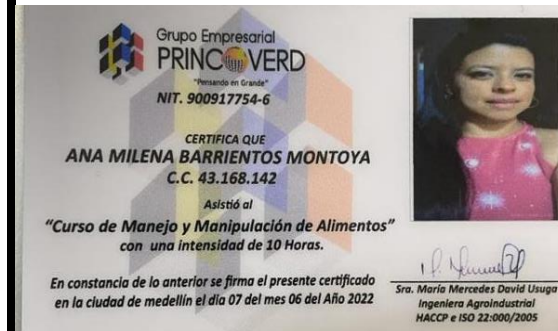 Grupo Empresarial
PRINCOVERD
"Pensando en Grande"
NIT. 900917754-6
CERTIFICA QUE
ANA MILENA BARRIENTOS MONTOYA
C.C. 43.168.142
Asistió al
"Curso de Manejo y Manipulación de Alimentos"
con una intensidad de 10 Horas.
En constancia de lo anterior se firma el presente certificado
en la ciudad de medellín el dia 07 del mes 06 del Año 2022
Sra. María Mercedes David Usuga
Ingeniera Agroindustrial
HACCP e ISO 22:000/2005